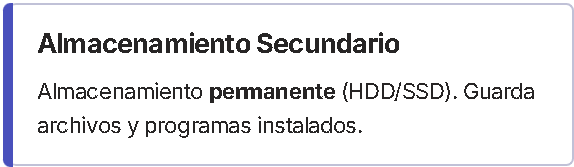 Almacenamiento Secundario
Almacenamiento permanente (HDD/SSD). Guarda
archivos y programas instalados.